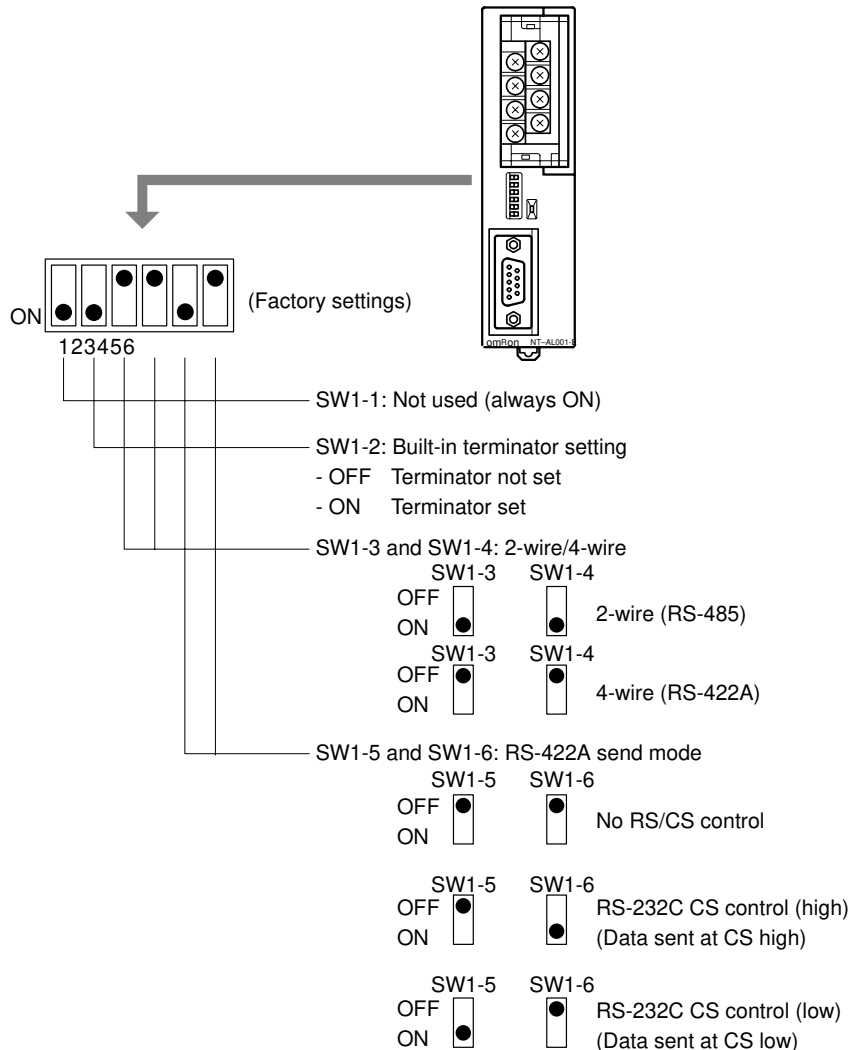 omRon NT-AL001-E
ON
(Factory settings)
123456
SW1-1: Not used (always ON)
SW1-2: Built-in terminator setting
- OFF Terminator not set
- ON Terminator set
SW1-3 and SW1-4: 2-wire/4-wire
SW1-3 SW1-4
OFF
ON
2-wire (RS-485)
SW1-3 SW1-4
OFF
ON
4-wire (RS-422A)
SW1-5 and SW1-6: RS-422A send mode
SW1-5 SW1-6
OFF
ON
No RS/CS control
SW1-5 SW1-6
OFF
RS-232C CS control (high)
ON
(Data sent at CS high)
SW1-5 SW1-6
OFF
RS-232C CS control (low)
ON
(Data sent at CS low)